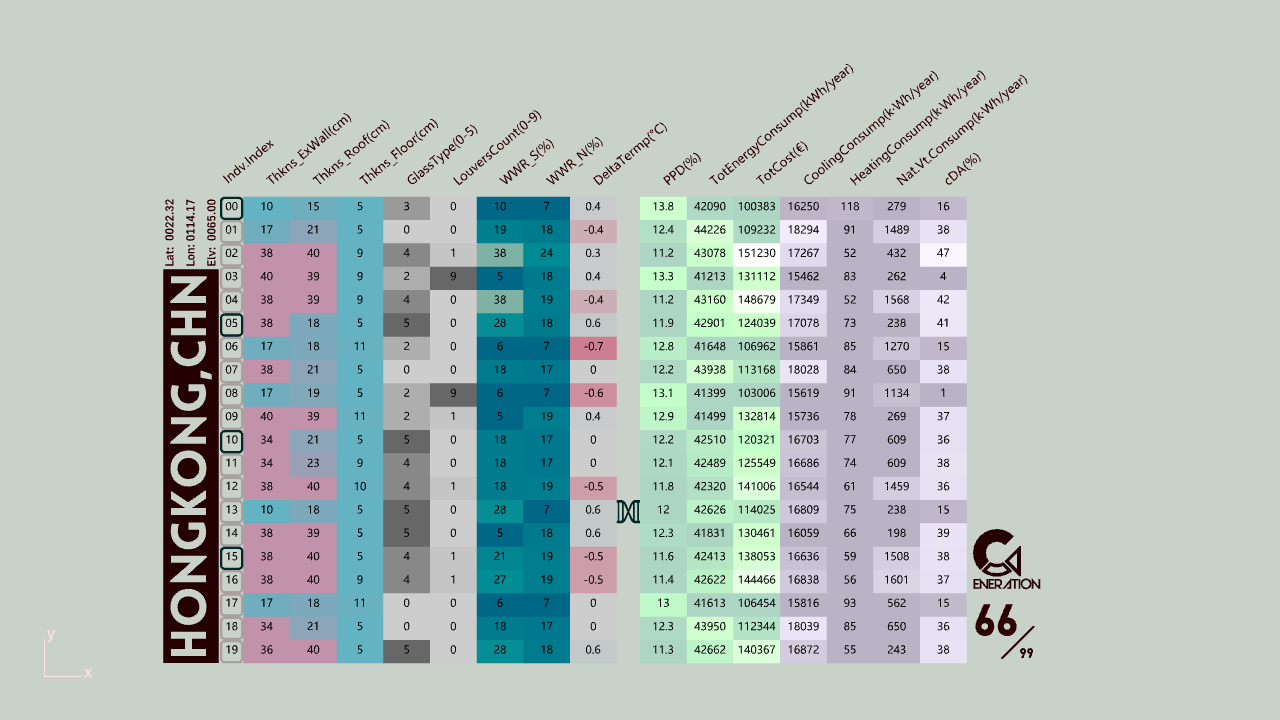 Indv.Index Thkns_ExWall(cm) Thkns_Roof(cm) Thkns_Floor(cm) GlassType(0-5) LouversCount(0-9) WWR_S(%) WWR_N(%) DeltaTermp(°C) PPD(%) TotEnergyConsump(kWh/year) TotCost(€) CoolingConsump(k·Wh/year) HeatingConsump(k·Wh/year) Nat.Vt.Consump(k·Wh/year) cDA(%)
Lat: 0022.32
Lon: 0114.17
Elv: 0065.00
HONGKONG,CHN
00 10 15 5 3 0 10 7 0.4 13.8 42090 100383 16250 118 279 16
01 17 21 5 0 0 19 18 -0.4 12.4 44226 109232 18294 91 1489 38
02 38 40 9 4 1 38 24 0.3 11.2 43078 151230 17267 52 432 47
03 40 39 9 2 9 5 18 0.4 13.3 41213 131112 15462 83 262 4
04 38 39 9 4 0 38 19 -0.4 11.2 43160 148679 17349 52 1568 42
05 38 18 5 5 0 28 18 0.6 11.9 42901 124039 17078 73 238 41
06 17 18 11 2 0 6 7 -0.7 12.8 41648 106962 15861 85 1270 15
07 38 21 5 0 0 18 17 0 12.2 43938 113168 18028 84 650 38
08 17 19 5 2 9 6 7 -0.6 13.1 41399 103006 15619 91 1134 1
09 40 39 11 2 1 5 19 0.4 12.9 41499 132814 15736 78 269 37
10 34 21 5 5 0 18 17 0 12.2 42510 120321 16703 77 609 36
11 34 23 9 4 0 18 17 0 12.1 42489 125549 16686 74 609 38
12 38 40 10 4 1 18 19 -0.5 11.8 42320 141006 16544 61 1459 36
13 10 18 5 5 0 28 7 0.6 12 42626 114025 16809 75 238 15
14 38 39 5 5 0 5 18 0.6 12.3 41831 130461 16059 66 198 39
15 38 40 5 4 1 21 19 -0.5 11.6 42413 138053 16636 59 1508 38
16 38 40 9 4 1 27 19 -0.5 11.4 42622 144466 16838 56 1601 37
17 17 18 11 0 0 6 7 0 13 41613 106454 15816 93 562 15
18 34 21 5 0 0 18 17 0 12.3 43950 112344 18039 85 650 36
19 36 40 5 5 0 28 18 0.6 11.3 42662 140367 16872 55 243 38
GENERATION
66/99
y
x